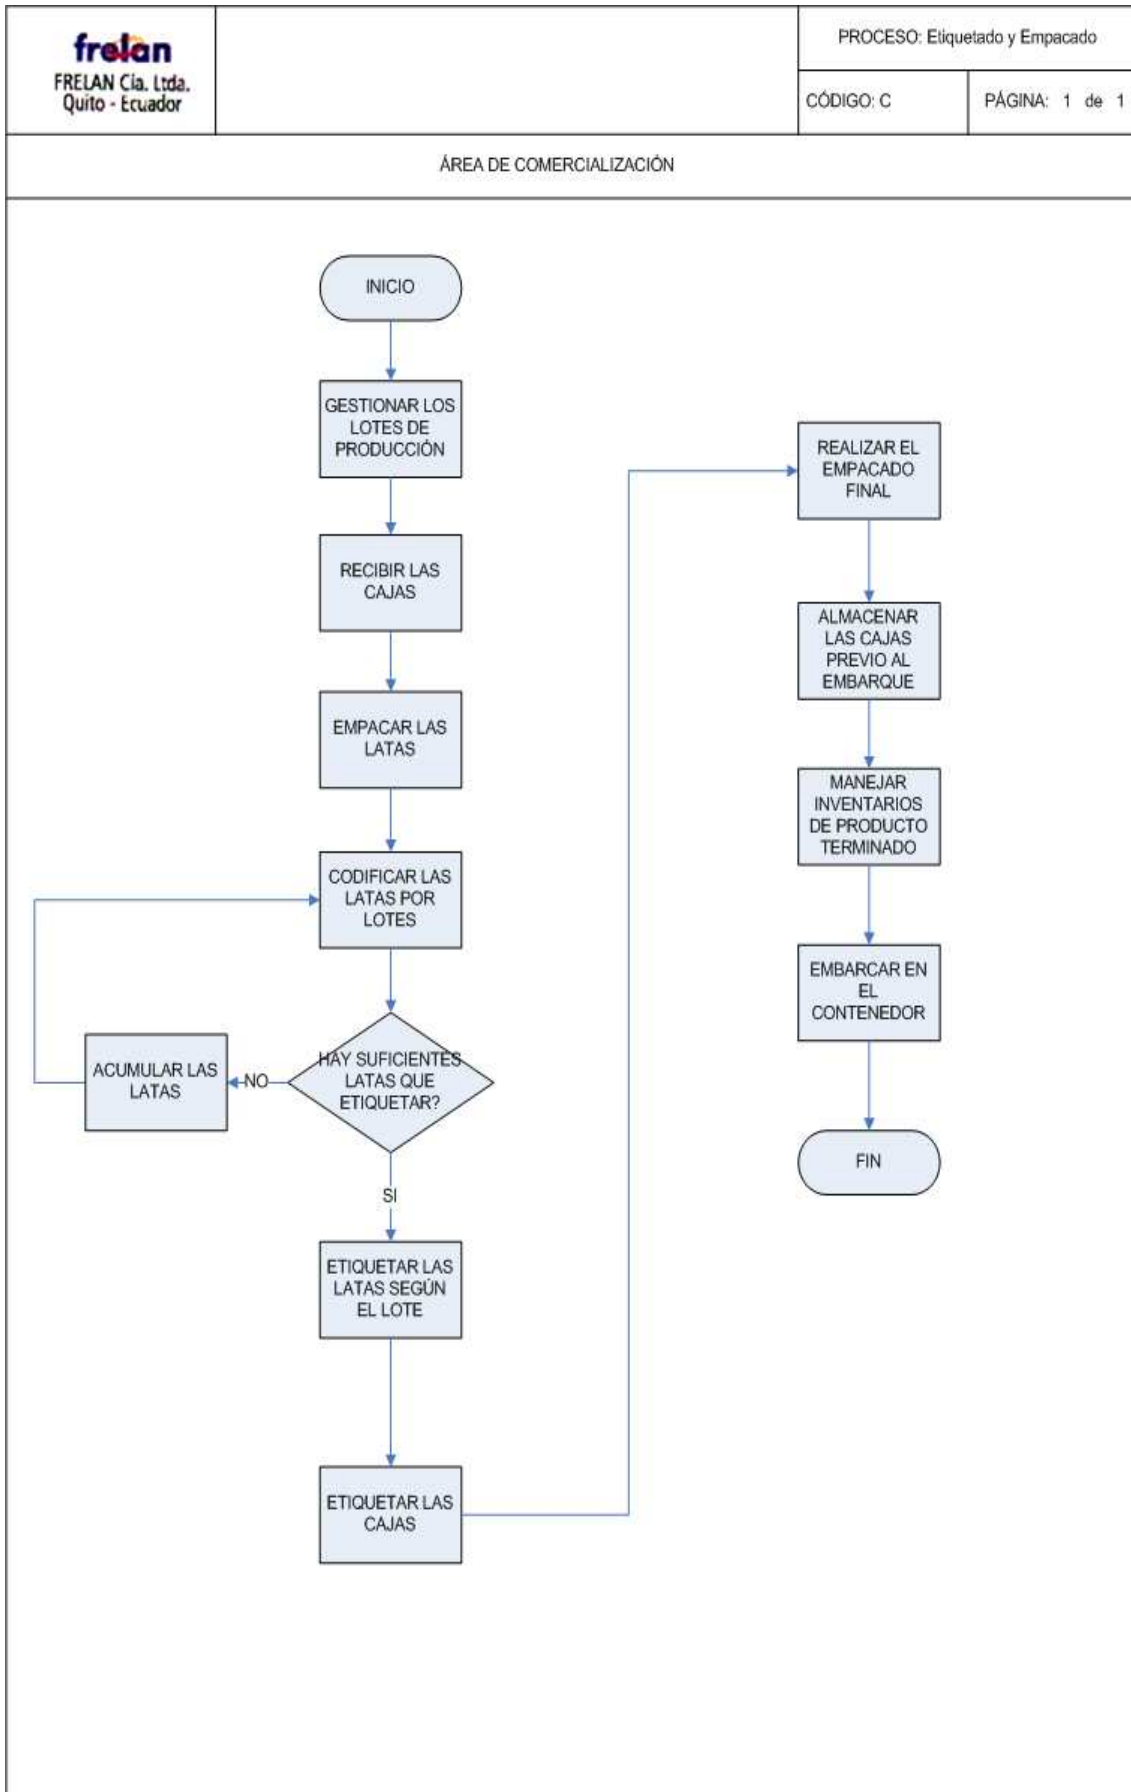 frelan
FRELAN Cía. Ltda.
Quito - Ecuador
PROCESO: Etiquetado y Empacado
CÓDIGO: C
PÁGINA: 1 de 1
ÁREA DE COMERCIALIZACIÓN
INICIO
GESTIONAR LOS
LOTES DE
PRODUCCIÓN
RECIBIR LAS
CAJAS
EMPACAR LAS
LATAS
CODIFICAR LAS
LATAS POR
LOTES
HAY SUFICIENTES
LATAS QUE
ETIQUETAR?
NO
ACUMULAR LAS
LATAS
SI
ETIQUETAR LAS
LATAS SEGÚN
EL LOTE
ETIQUETAR LAS
CAJAS
REALIZAR EL
EMPACADO
FINAL
ALMACENAR
LAS CAJAS
PREVIO AL
EMBARQUE
MANEJAR
INVENTARIOS
DE PRODUCTO
TERMINADO
EMBARCAR EN
EL
CONTENEDOR
FIN